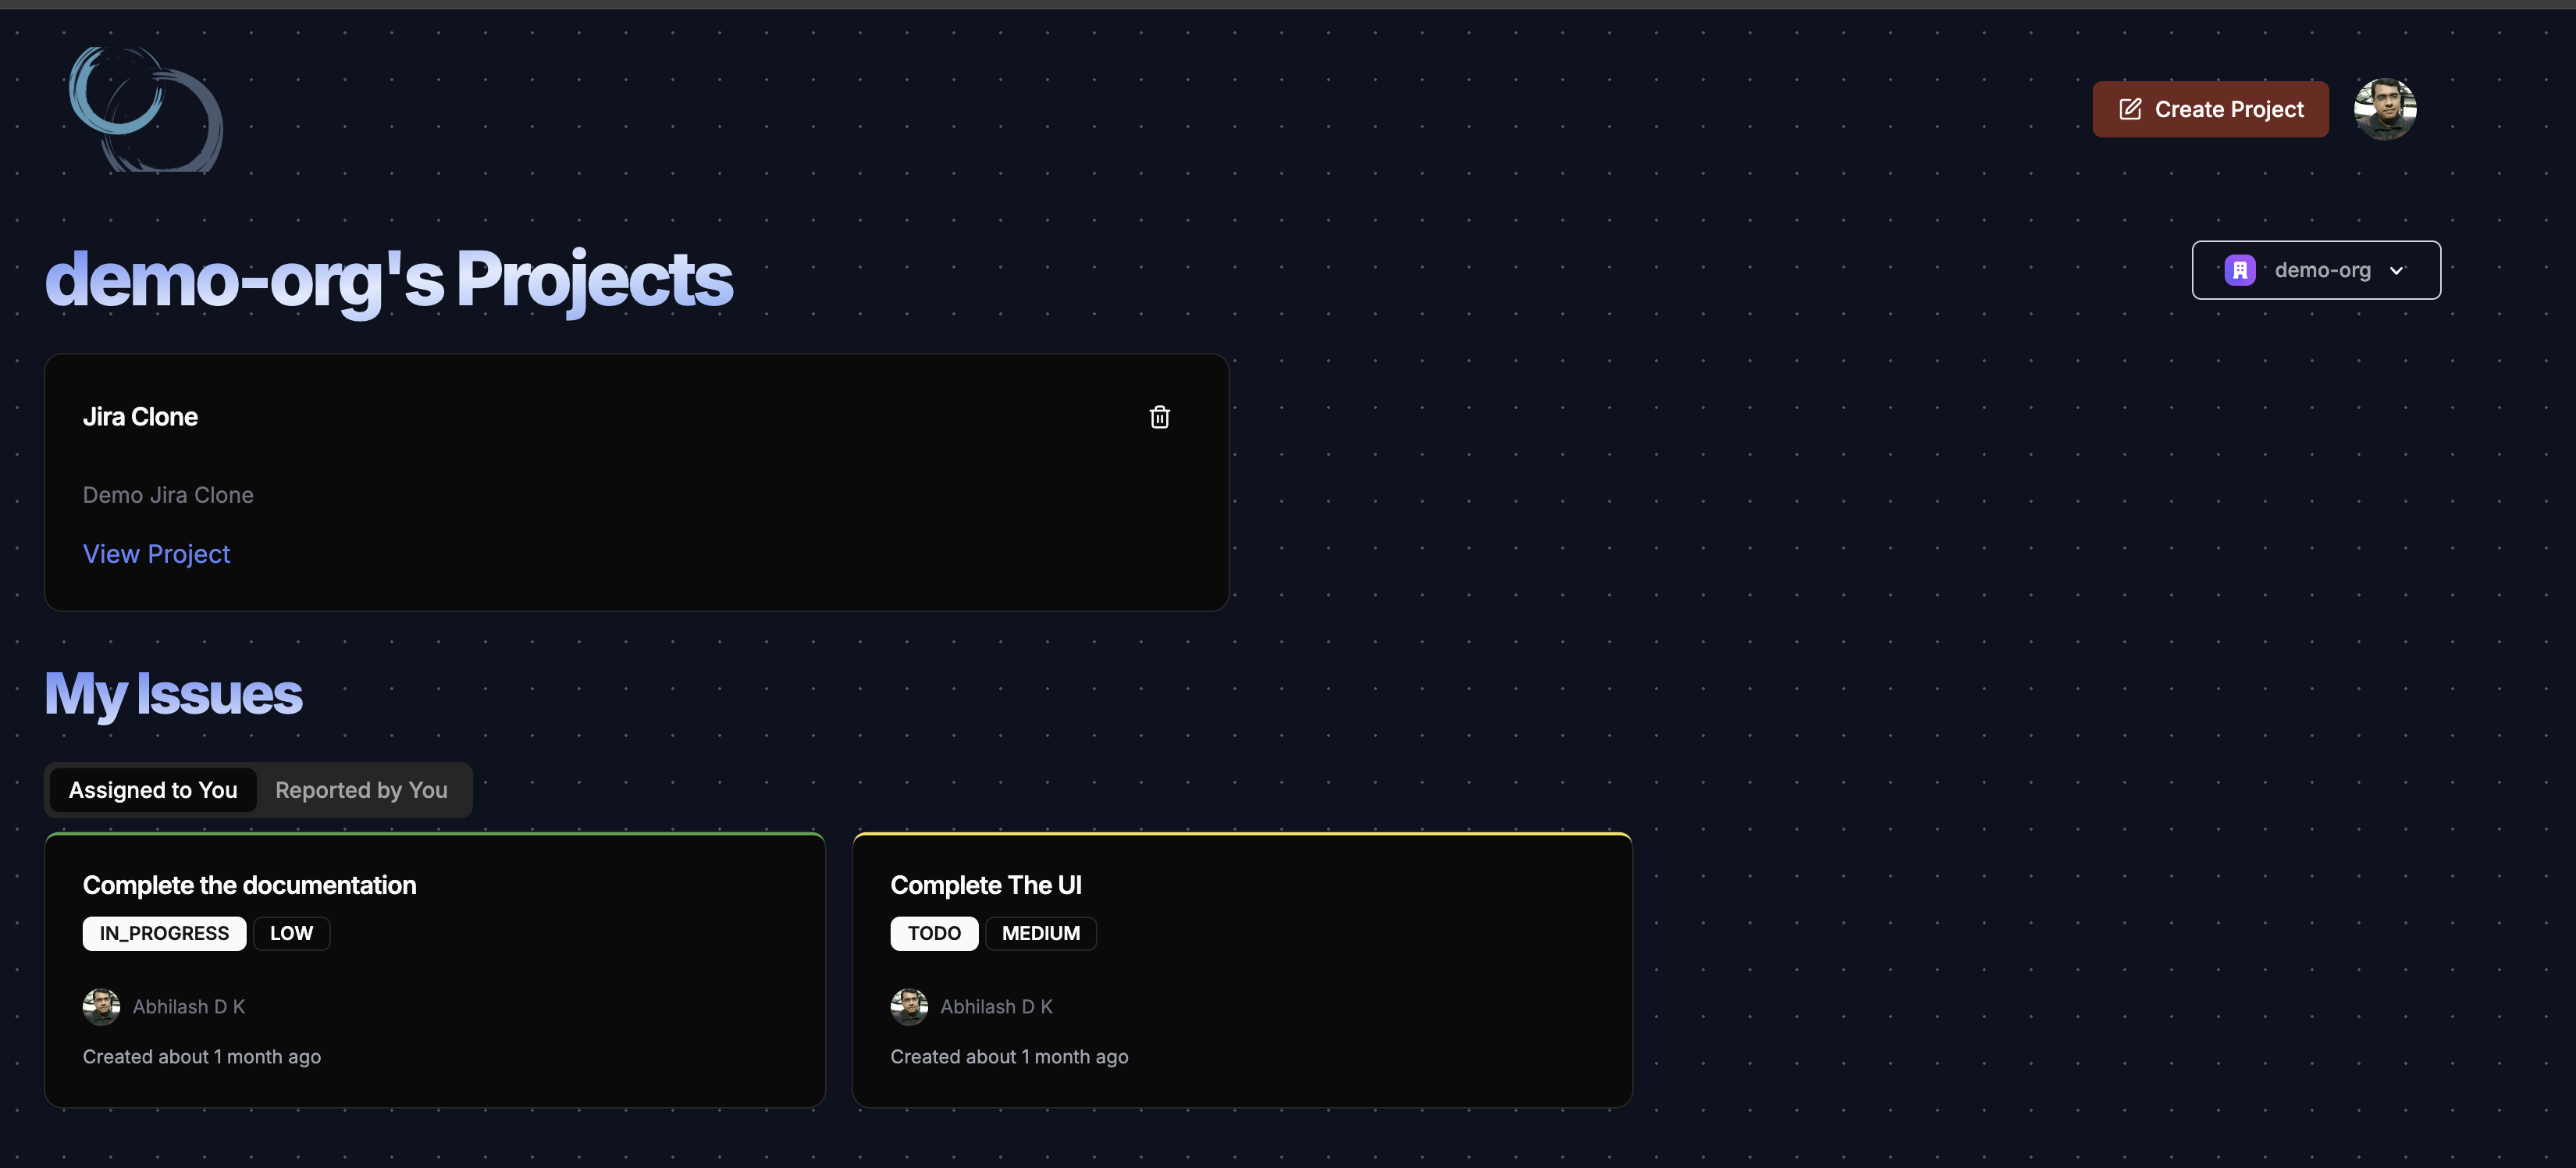 Create Project
demo-org's Projects
demo-org
Jira Clone
Demo Jira Clone
View Project
My Issues
Assigned to You
Reported by You
Complete the documentation
IN_PROGRESS
LOW
Abhilash D K
Created about 1 month ago
Complete The UI
TODO
MEDIUM
Abhilash D K
Created about 1 month ago